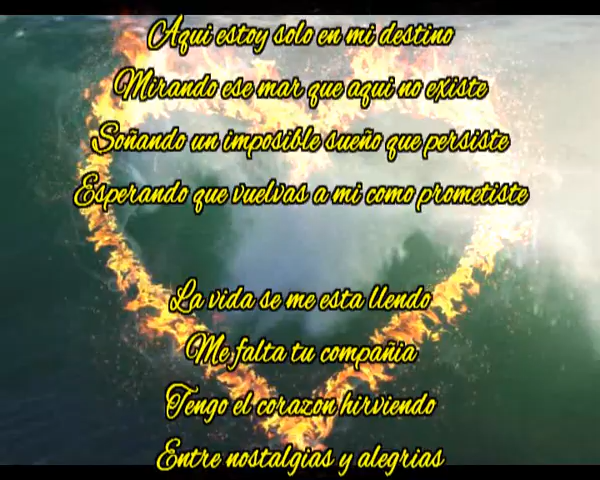 Aqui estoy solo en mi destino
Mirando ese mar que aqui no existe
Soñando un imposible sueño que persiste
Esperando que vuelvas a mi como prometiste
La vida se me esta llendo
Me falta tu compañia
Tengo el corazon hirviendo
Entre nostalgias y alegrias